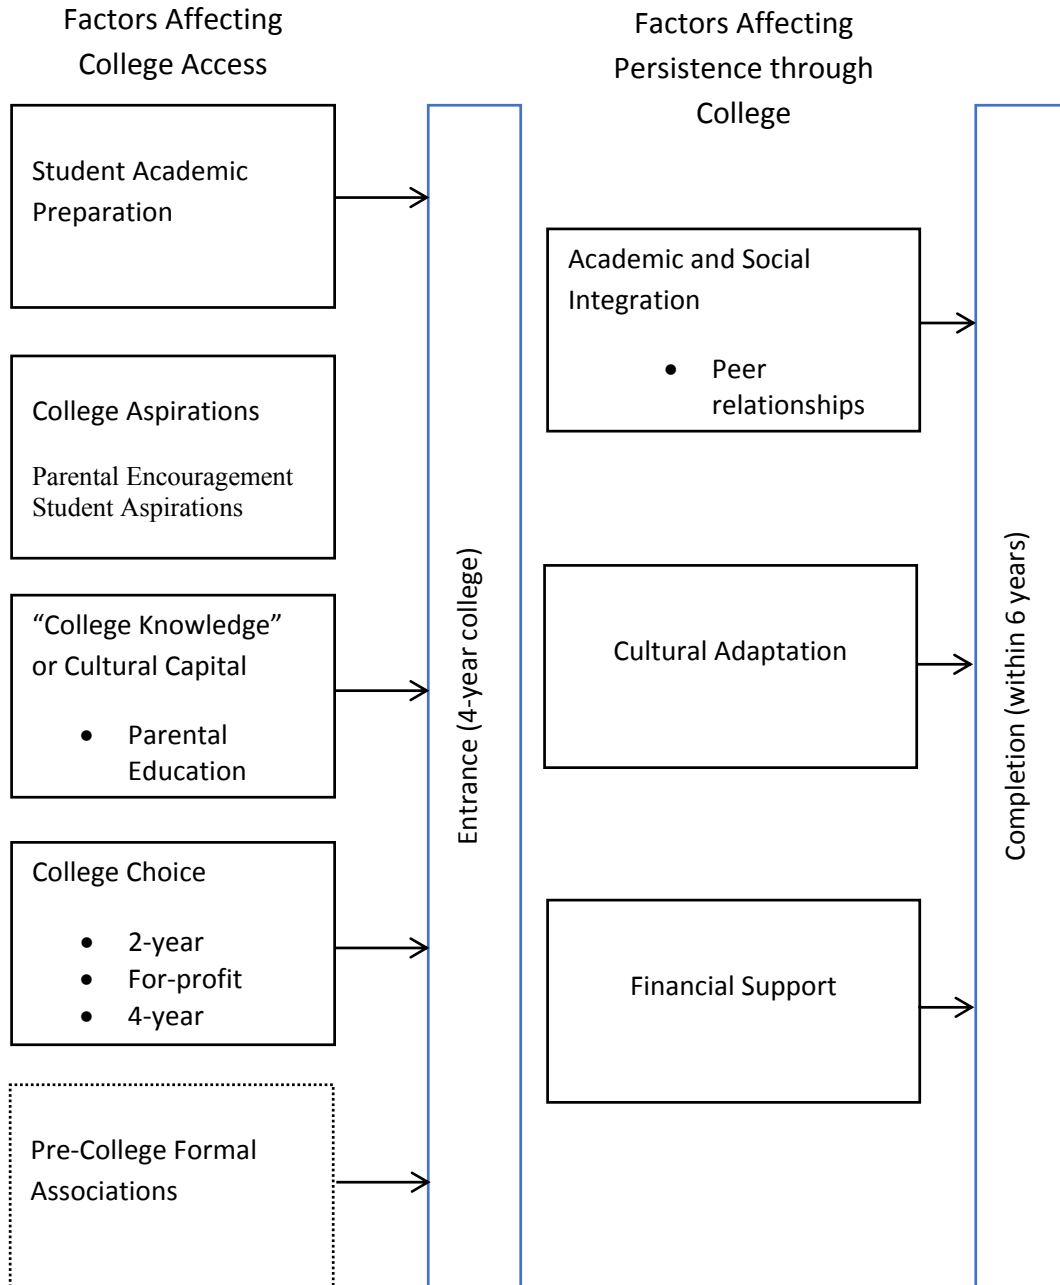 Factors Affecting
College Access
Student Academic
Preparation
College Aspirations
Parental Encouragement
Student Aspirations
“College Knowledge”
or Cultural Capital
• Parental
Education
College Choice
• 2-year
• For-profit
• 4-year
Pre-College Formal
Associations
Entrance (4-year college)
Factors Affecting
Persistence through
College
Academic and Social
Integration
• Peer
relationships
Cultural Adaptation
Financial Support
Completion (within 6 years)